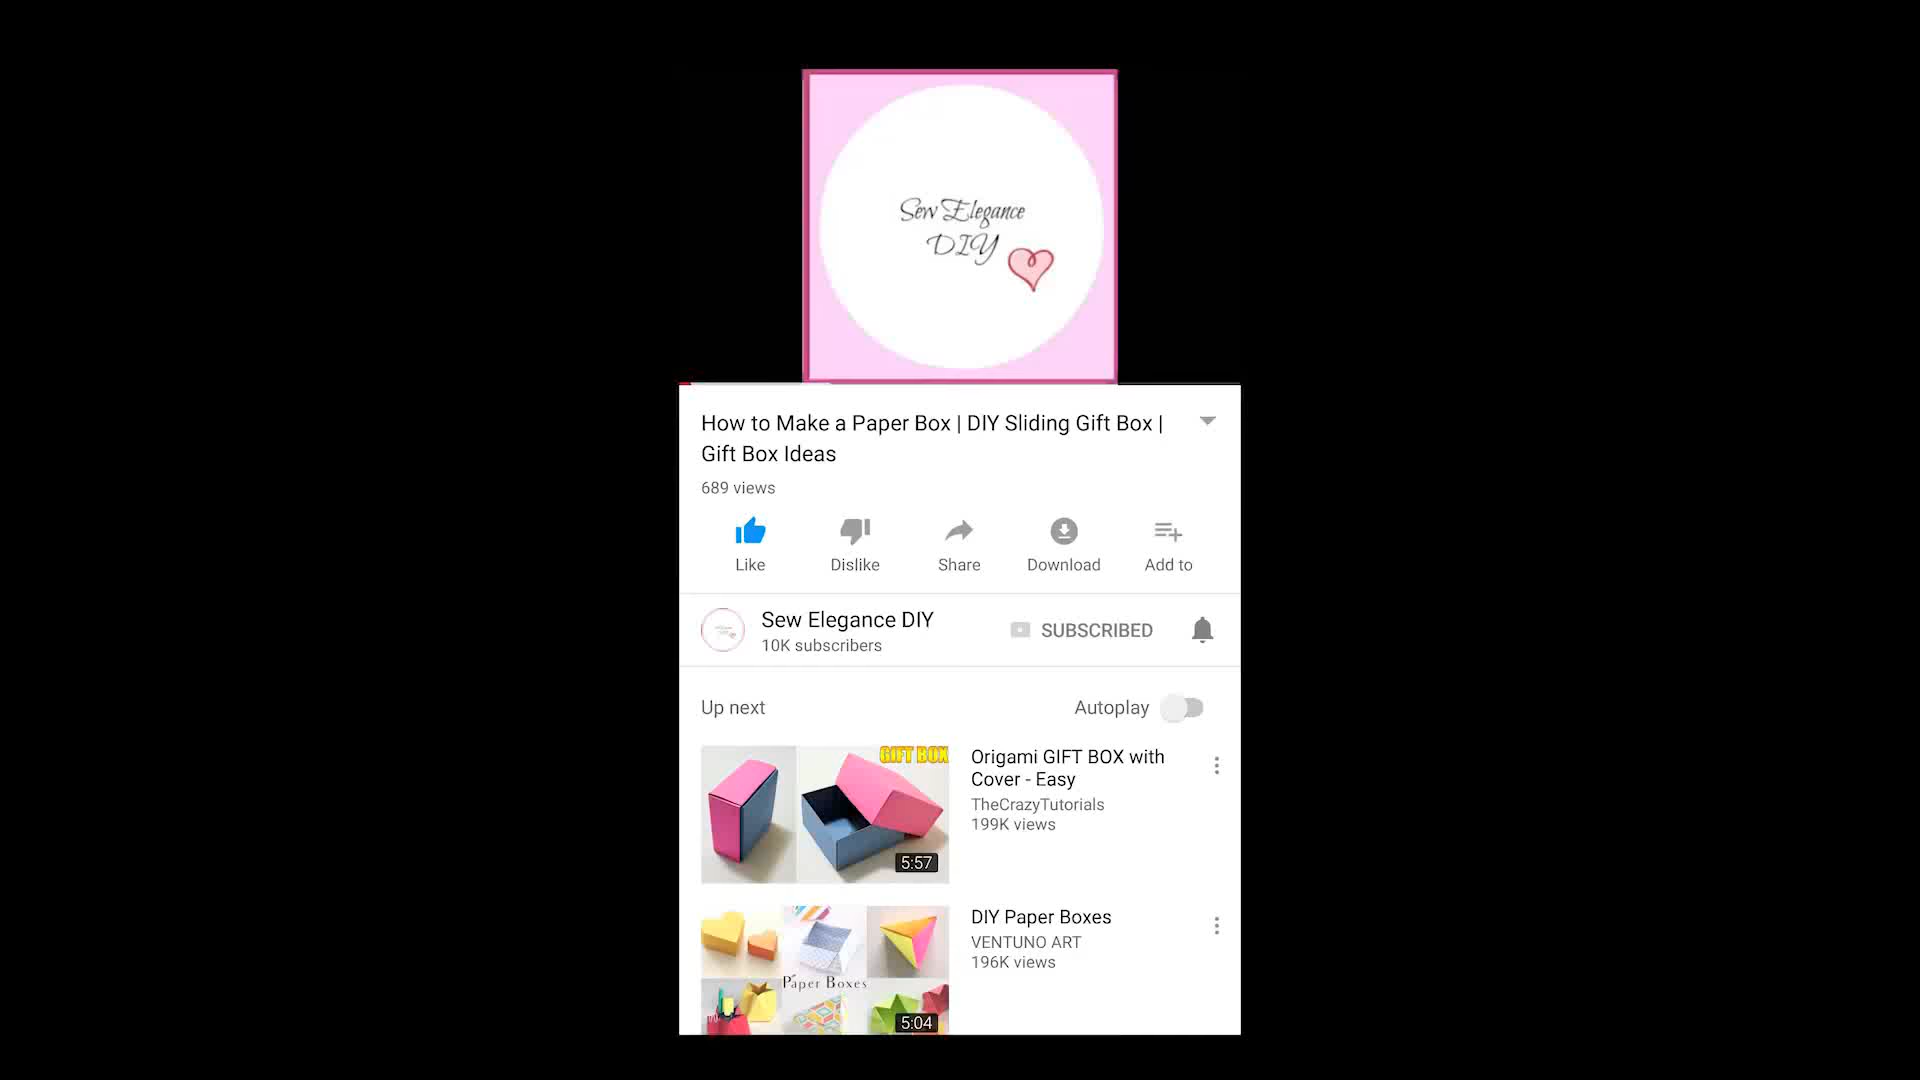 Sew Elegance
DIY
How to Make a Paper Box | DIY Sliding Gift Box |
Gift Box Ideas
689 views
Like
Dislike
Share
Download
Add to
Sew Elegance DIY
10K subscribers
SUBSCRIBED
Up next
Autoplay
GIFT BOX
5:57
Origami GIFT BOX with
Cover - Easy
TheCrazyTutorials
199K views
Paper Boxes
5:04
DIY Paper Boxes
VENTUNO ART
196K views